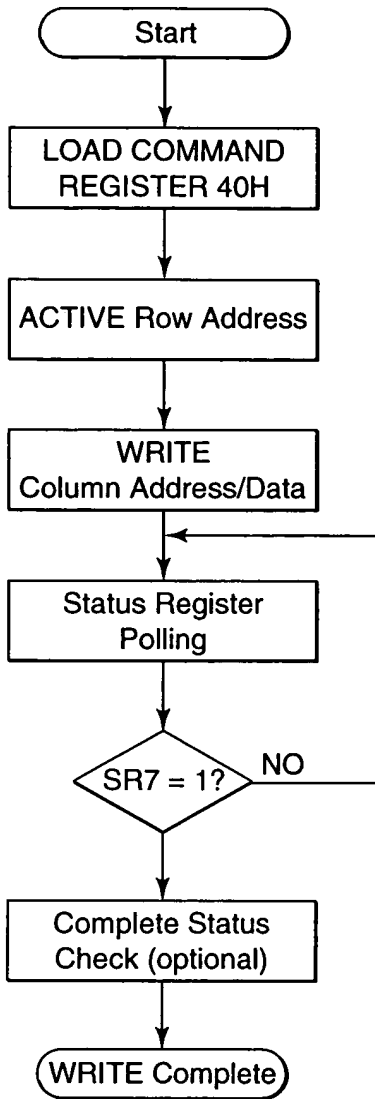 Start
LOAD COMMAND
REGISTER 40H
ACTIVE Row Address
WRITE
Column Address/Data
Status Register
Polling
SR7 = 1?
NO
Complete Status
Check (optional)
WRITE Complete